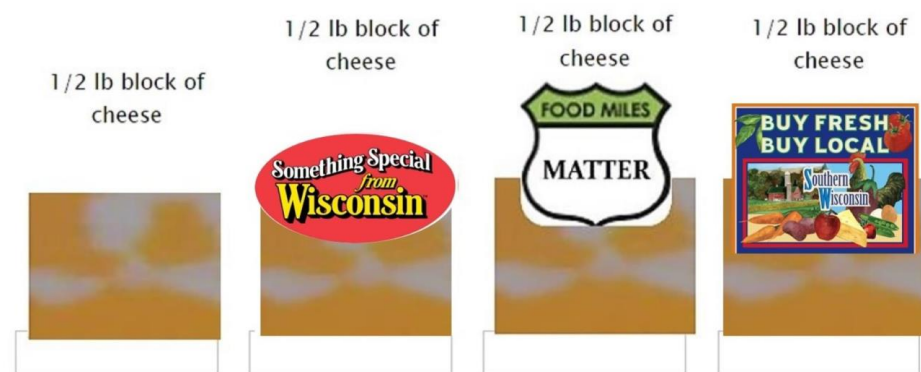 1/2 lb block of
cheese
1/2 lb block of
cheese
Something Special
from
Wisconsin™
1/2 lb block of
cheese
FOOD MILES
MATTER
1/2 lb block of
cheese
BUY FRESH
BUY LOCAL
Southern
Wisconsin